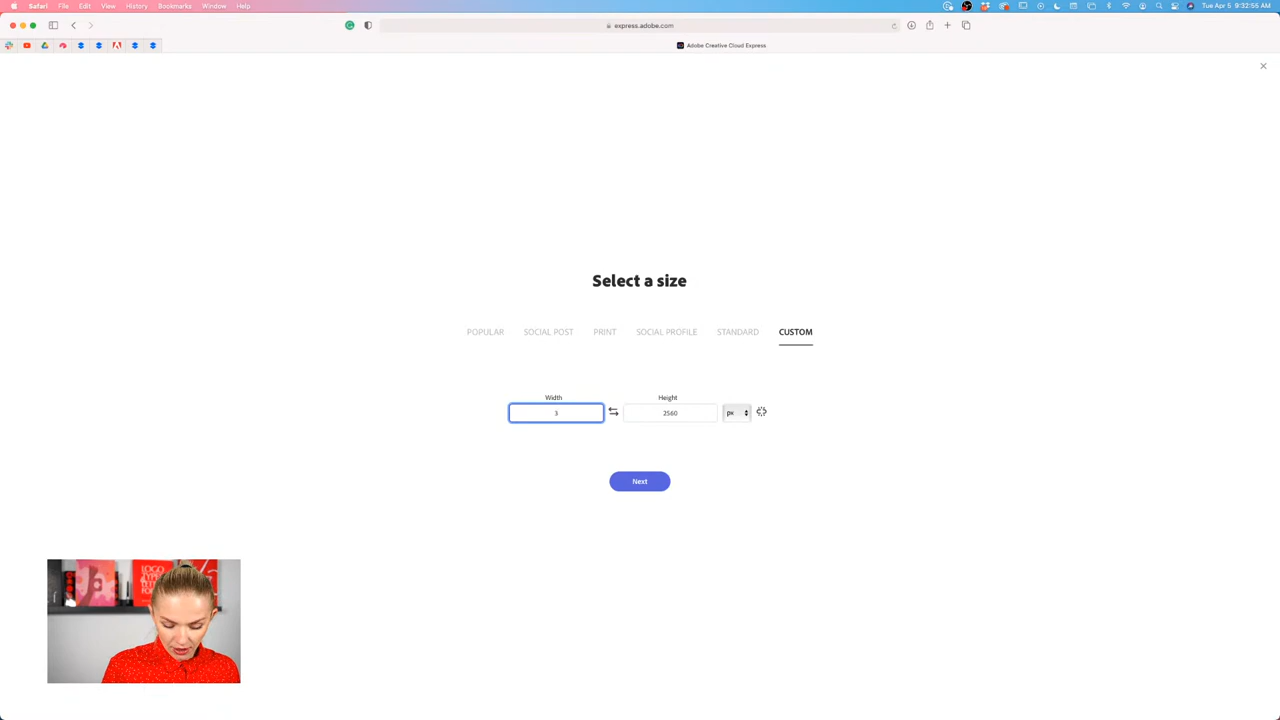 Safari File Edit View History Bookmarks Window Help Tue Apr 5 9:32:55 AM
express.adobe.com
Adobe Creative Cloud Express
Select a size
POPULAR SOCIAL POST PRINT SOCIAL PROFILE STANDARD CUSTOM
Width Height
3 2560 px
Next
LOGO
TYPE